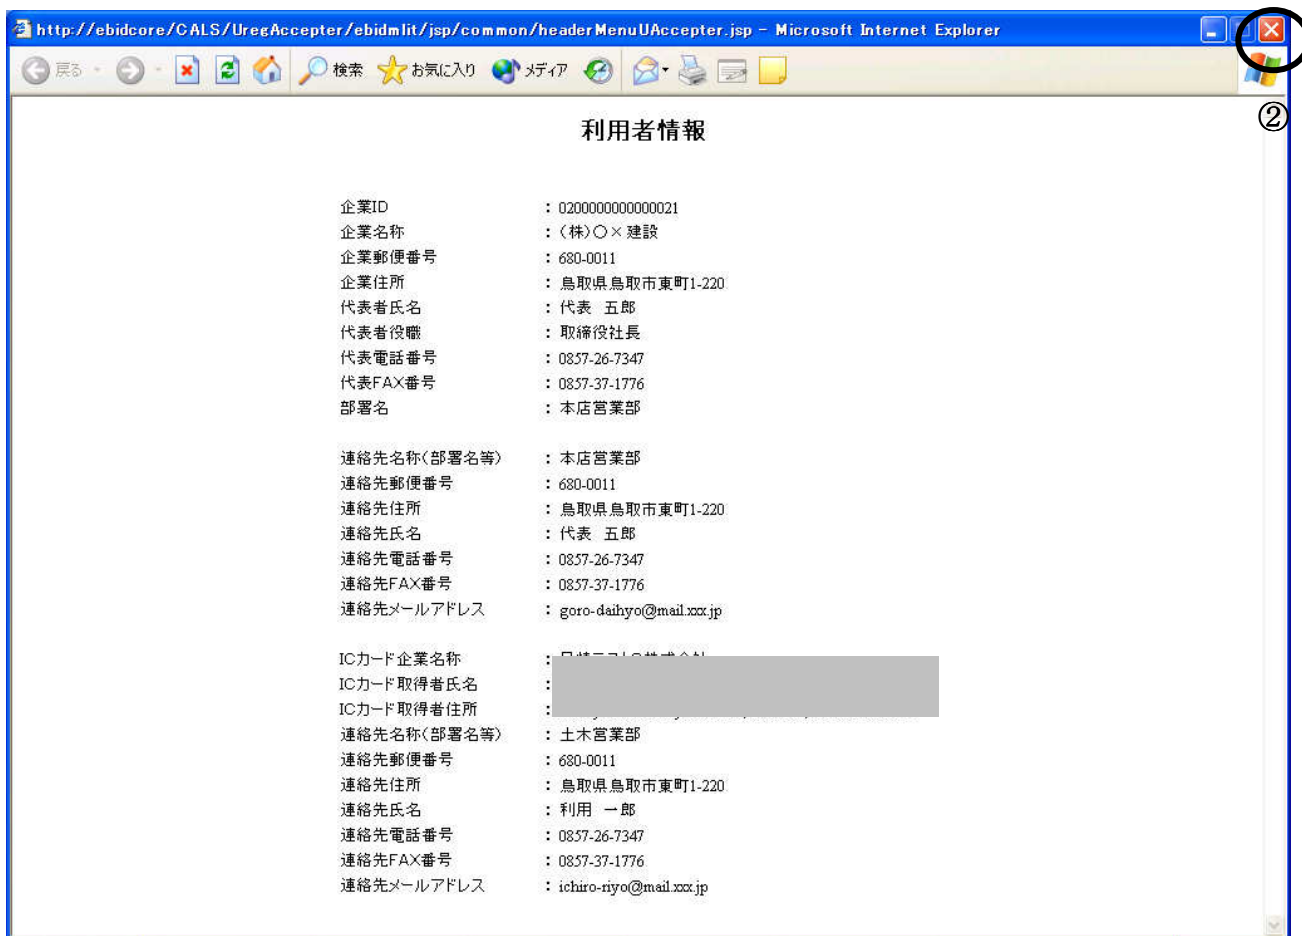 http://ebidcore/CALS/UregAccepter/ebidmlit/jsp/common/headerMenuUAccepter.jsp - Microsoft Internet Explorer
戻る 検索 お気に入り メディア
②
利用者情報
企業ID : 0200000000000021
企業名称 : (株)○×建設
企業郵便番号 : 680-0011
企業住所 : 鳥取県鳥取市東町1-220
代表者氏名 : 代表 五郎
代表者役職 : 取締役社長
代表電話番号 : 0857-26-7347
代表FAX番号 : 0857-37-1776
部署名 : 本店営業部
連絡先名称(部署名等) : 本店営業部
連絡先郵便番号 : 680-0011
連絡先住所 : 鳥取県鳥取市東町1-220
連絡先氏名 : 代表 五郎
連絡先電話番号 : 0857-26-7347
連絡先FAX番号 : 0857-37-1776
連絡先メールアドレス : goro-daihyo@mail.xxx.jp
ICカード企業名称 :
ICカード取得者氏名 :
ICカード取得者住所 :
連絡先名称(部署名等) : 土木営業部
連絡先郵便番号 : 680-0011
連絡先住所 : 鳥取県鳥取市東町1-220
連絡先氏名 : 利用 一郎
連絡先電話番号 : 0857-26-7347
連絡先FAX番号 : 0857-37-1776
連絡先メールアドレス : ichiro-riyo@mail.xxx.jp